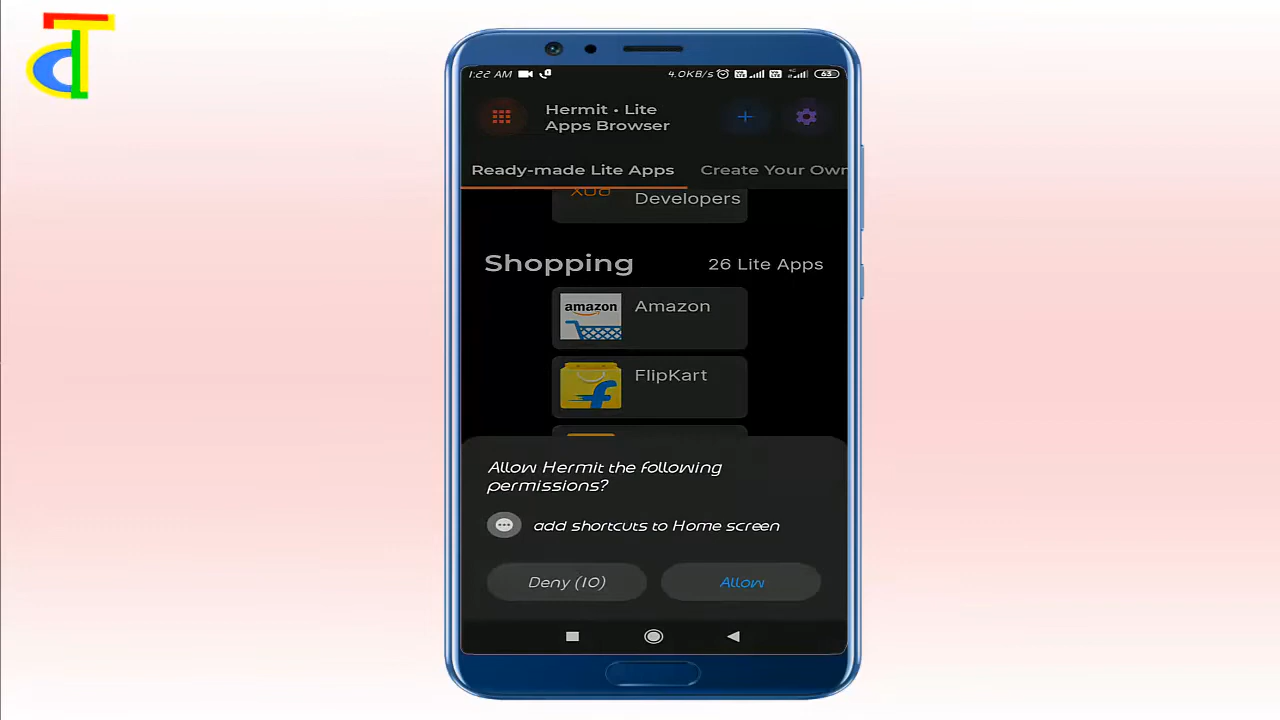 1:22 AM
4.0KB/s
63
Hermit • Lite
Apps Browser
Ready-made Lite Apps
Create Your Own
Developers
Shopping
26 Lite Apps
amazon
Amazon
FlipKart
Allow Hermit the following
permissions?
add shortcuts to Home screen
Deny (10)
Allow